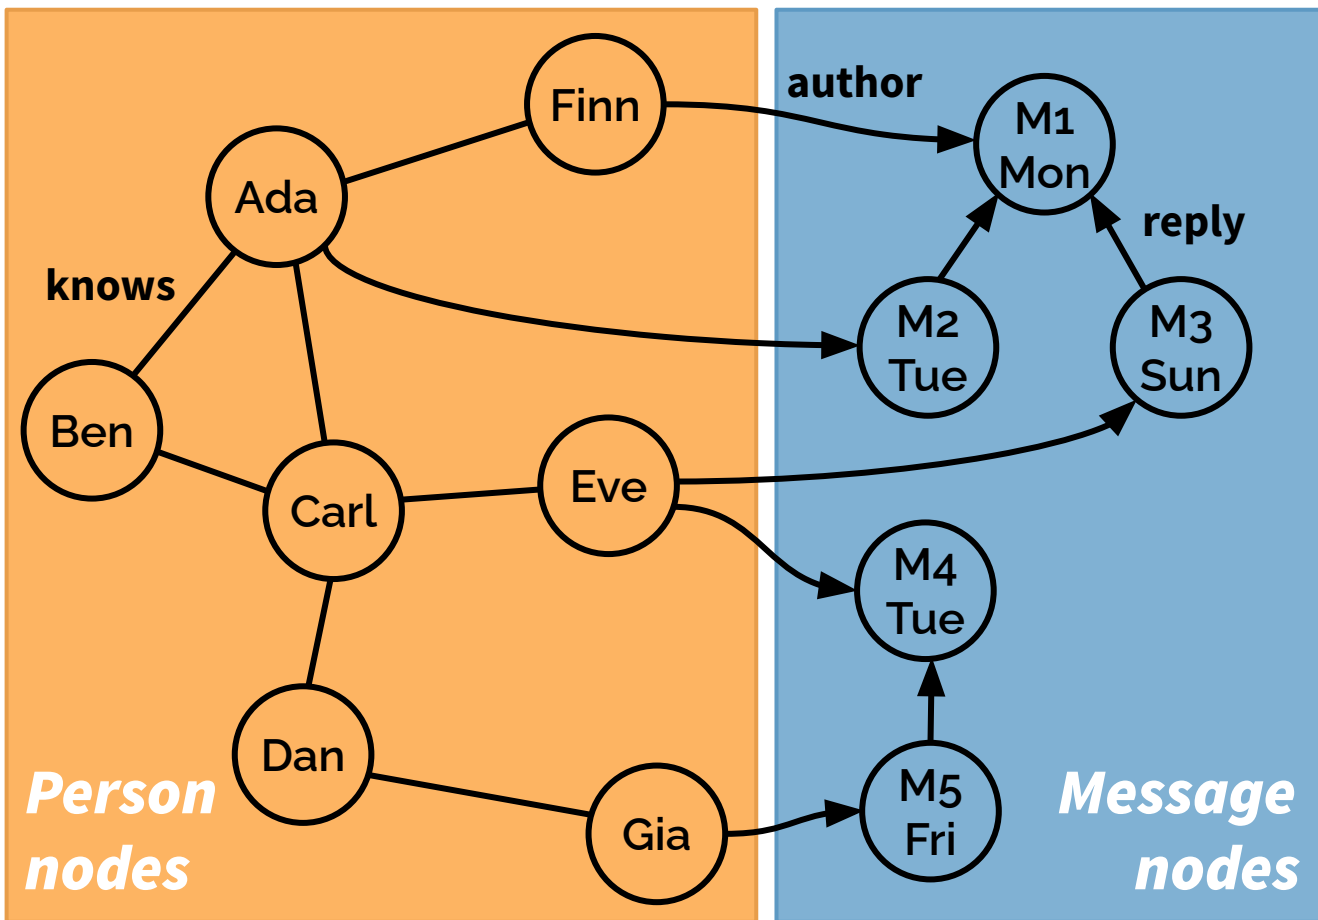 Finn
author
M1
Mon
Ada
reply
knows
M2
Tue
M3
Sun
Ben
Carl
Eve
M4
Tue
Dan
Gia
M5
Fri
Person
nodes
Message
nodes